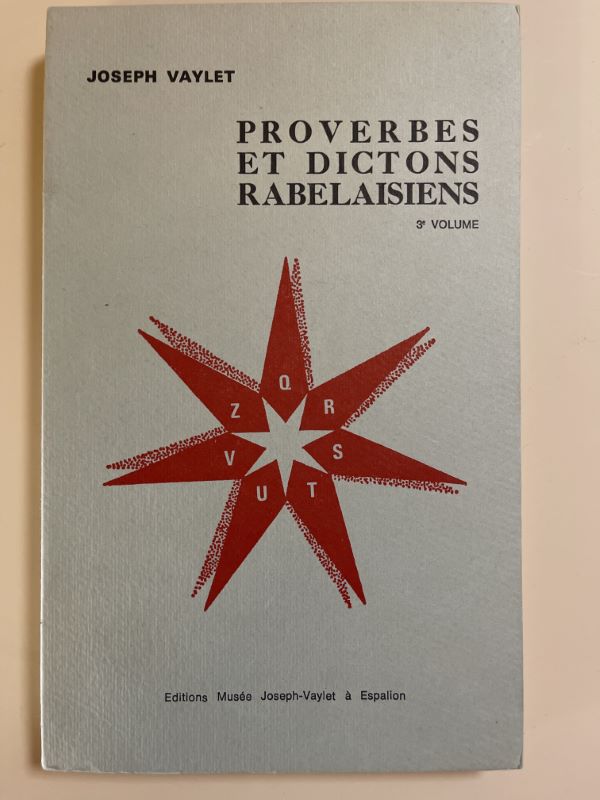 JOSEPH VAYLET
PROVERBES
ET DICTONS
RABELAISIENS
3e VOLUME
Q
R
S
T
U
V
Z
Editions Musée Joseph-Vaylet à Espalion